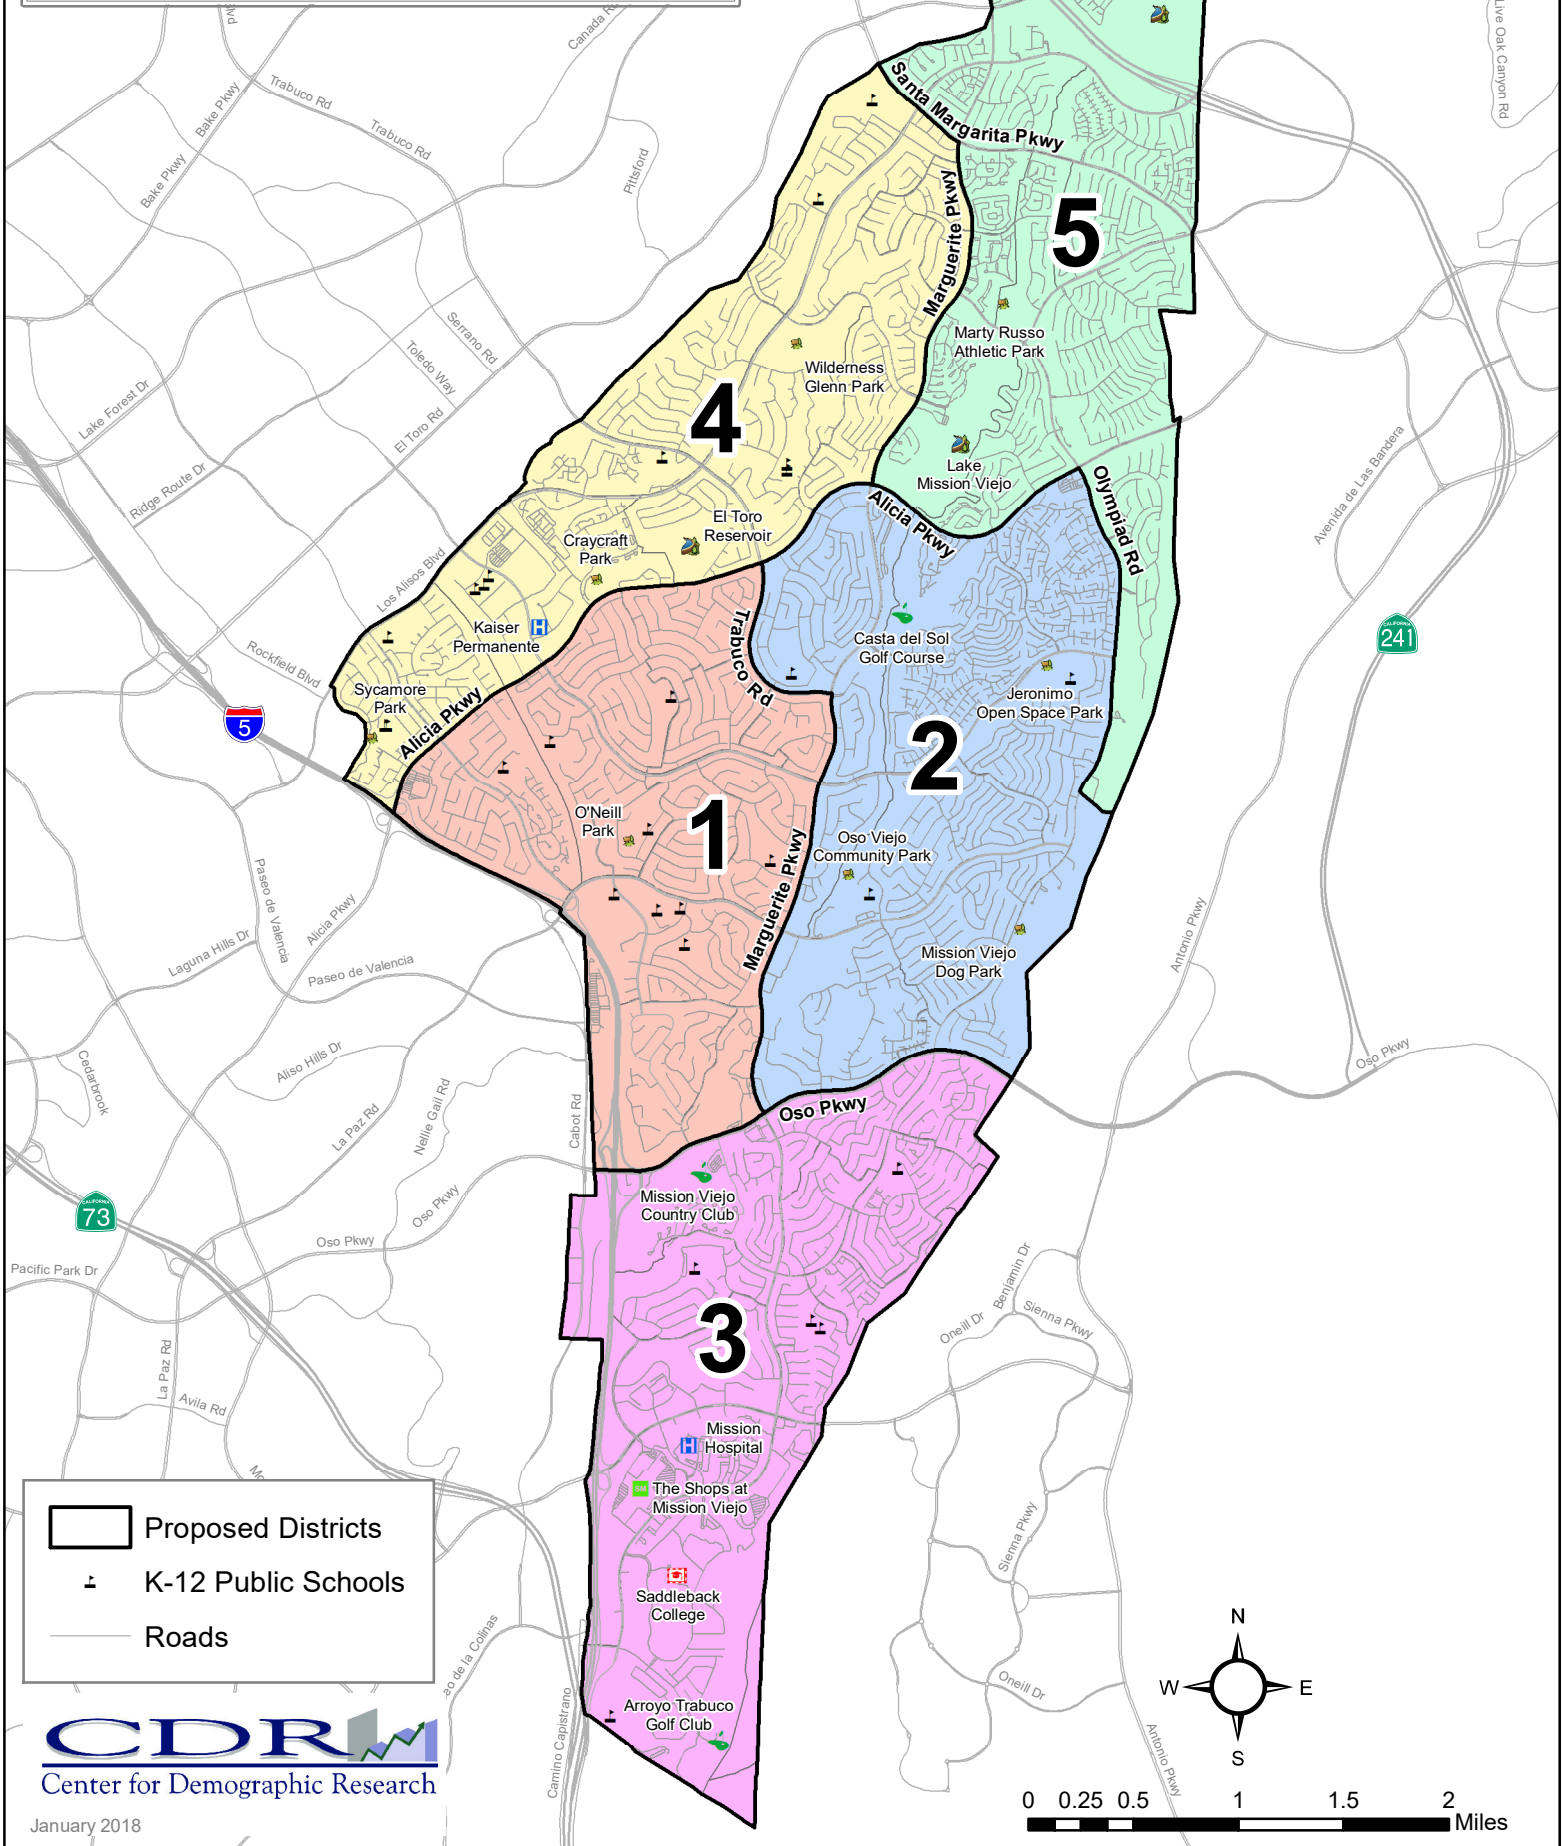 Canada Rd
Live Oak Canyon Rd
Trabuco Rd
Bake Pkwy
Trabuco Rd
Bake Pkwy
Pittsford
Santa Margarita Pkwy
Marguerite Pkwy
5
Marty Russo
Athletic Park
Serrano Rd
Toledo Way
Wilderness
Glenn Park
Lake Forest Dr
El Toro Rd
4
Ridge Route Dr
Lake
Mission Viejo
Alicia Pkwy
Olympiad Rd
Avenida de Las Bandera
El Toro
Reservoir
Craycraft
Park
Los Alisos Blvd
Kaiser
Permanente
H
Trabuco Rd
Casta del Sol
Golf Course
CALIFORNIA
241
Rockfield Blvd
Sycamore
Park
Alicia Pkwy
Jeronimo
Open Space Park
5
2
O'Neill
Park
1
Marguerite Pkwy
Oso Viejo
Community Park
Paseo de Valencia
Alicia Pkwy
Laguna Hills Dr
Paseo de Valencia
Mission Viejo
Dog Park
Antonio Pkwy
Cedarbrook
Aliso Hills Dr
La Paz Rd
Nellie Gail Rd
Cabot Rd
Oso Pkwy
Oso Pkwy
CALIFORNIA
73
Oso Pkwy
Oso Pkwy
Pacific Park Dr
Mission Viejo
Country Club
3
Benjamin Dr
Oneill Dr
Sienna Pkwy
La Paz Rd
Avila Rd
Mission
Hospital
H
The Shops at
Mission Viejo
SM
Sienna Pkwy
Saddleback
College
Oneill Dr
Arroyo Trabuco
Golf Club
Camino Capistrano
Antonio Pkwy
Proposed Districts
K-12 Public Schools
Roads
CDR
Center for Demographic Research
January 2018
N
W E
S
0 0.25 0.5 1 1.5 2
Miles